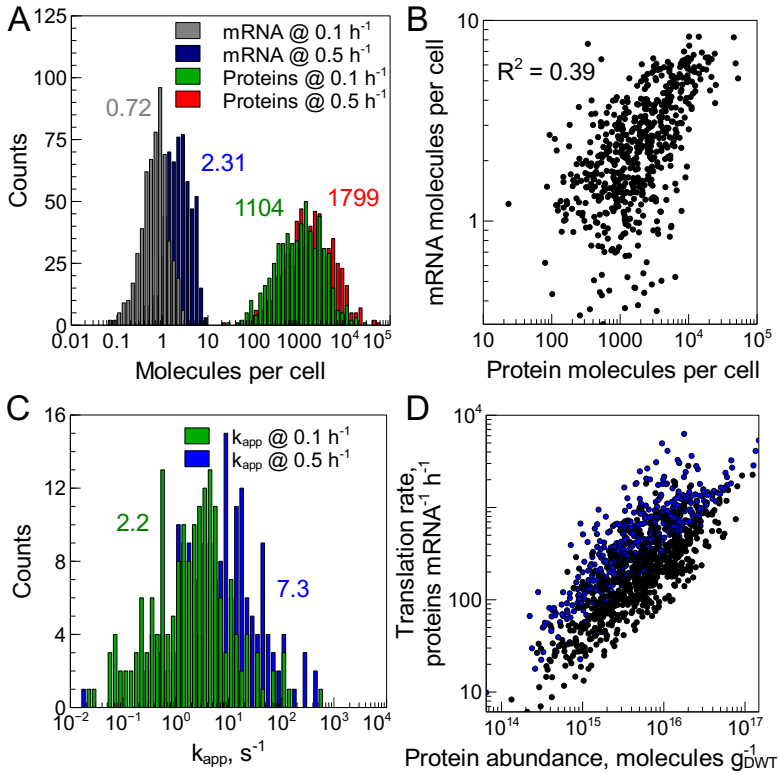 A
mRNA @ 0.1 h⁻¹
mRNA @ 0.5 h⁻¹
Proteins @ 0.1 h⁻¹
Proteins @ 0.5 h⁻¹
125
100
75
50
25
0
Counts
0.72
2.31
1104
1799
0.01 0.1 1 10 100 1000 10⁴ 10⁵
Molecules per cell
B
R² = 0.39
10
1
mRNA molecules per cell
10 100 1000 10⁴ 10⁵
Protein molecules per cell
C
k_app @ 0.1 h⁻¹
k_app @ 0.5 h⁻¹
16
12
8
4
0
Counts
2.2
7.3
10⁻² 10⁻¹ 10⁰ 10¹ 10² 10³ 10⁴
k_app, s⁻¹
D
10⁴
1000
100
10
Translation rate,
proteins mRNA⁻¹ h⁻¹
10¹⁴ 10¹⁵ 10¹⁶ 10¹⁷
Protein abundance, molecules g⁻¹_DWT